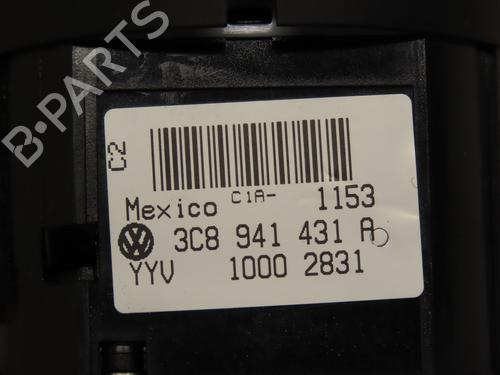 B-PARTS
C2
Mexico C1A- 1153
3C8 941 431 A
YYV 1000 2831